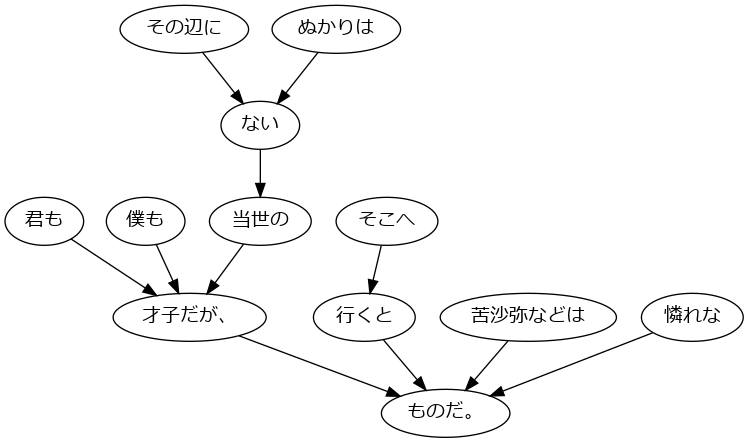 その辺に
ぬかりは
ない
君も
僕も
当世の
そこへ
才子だが、
行くと
苦沙弥などは
憐れな
ものだ。